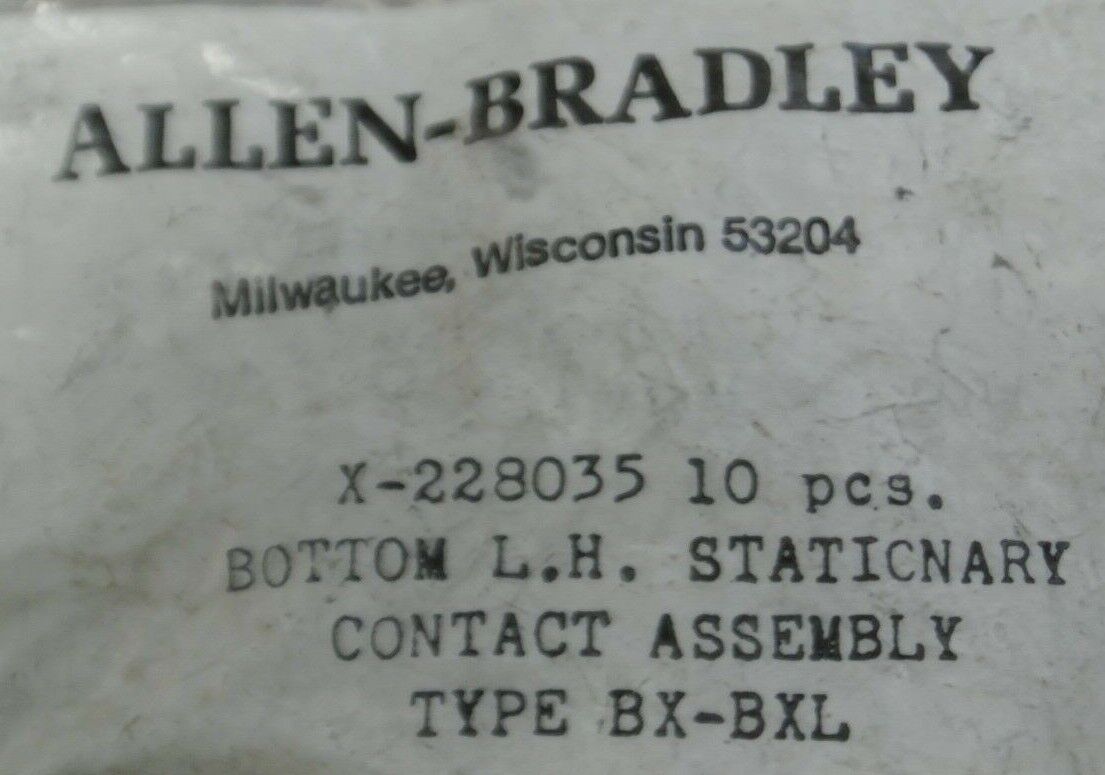 ALLEN-BRADLEY
Milwaukee, Wisconsin 53204
X-228035 10 pcs.
BOTTOM L.H. STATICNARY
CONTACT ASSEMBLY
TYPE BX-BXL